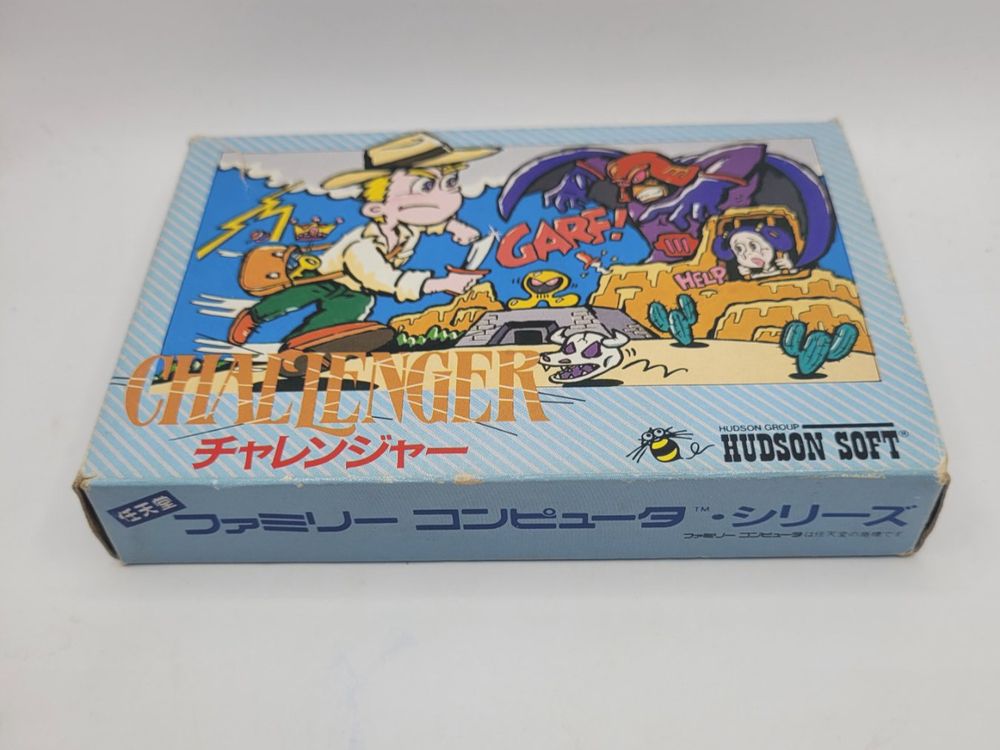 GARF!
HELP
CHALLENGER
チャレンジャー
HUDSON GROUP
HUDSON SOFT®
任天堂 ファミリー コンピュータ™・シリーズ
ファミリー コンピュータは任天堂の商標です